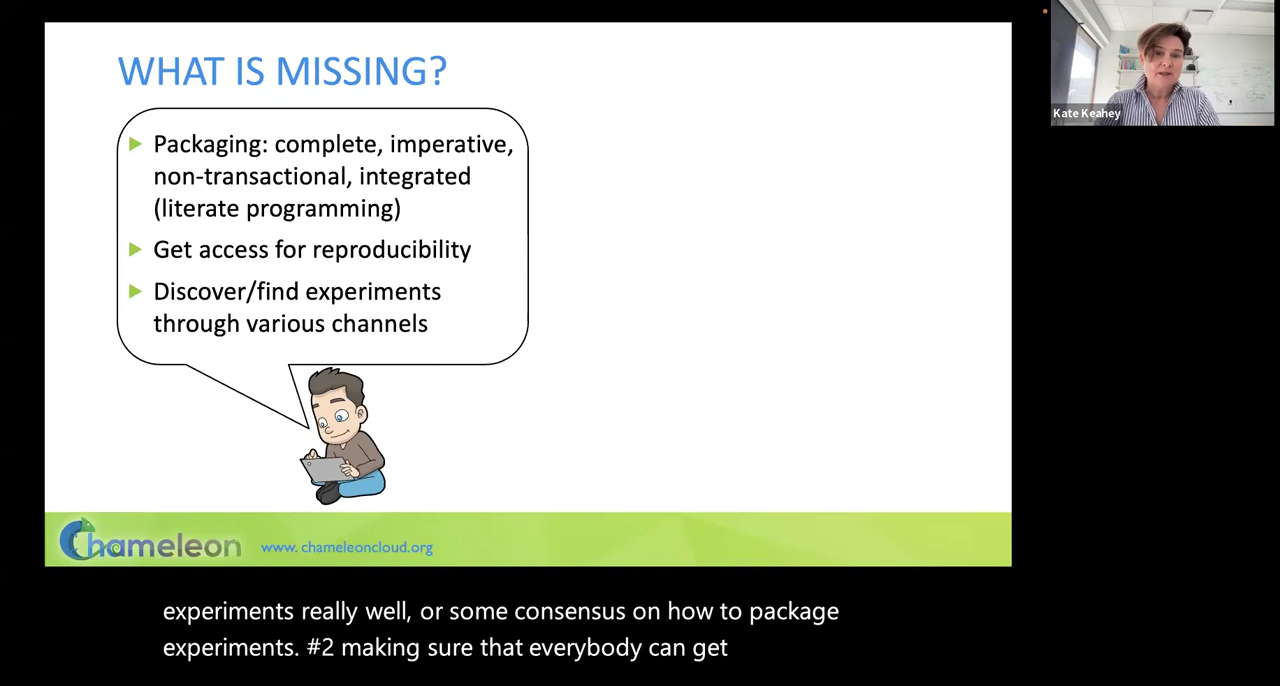 WHAT IS MISSING?
Packaging: complete, imperative,
non-transactional, integrated
(literate programming)
Get access for reproducibility
Discover/find experiments
through various channels
Chameleon
www. chameleoncloud.org
Kate Keahey
experiments really well, or some consensus on how to package
experiments. #2 making sure that everybody can get